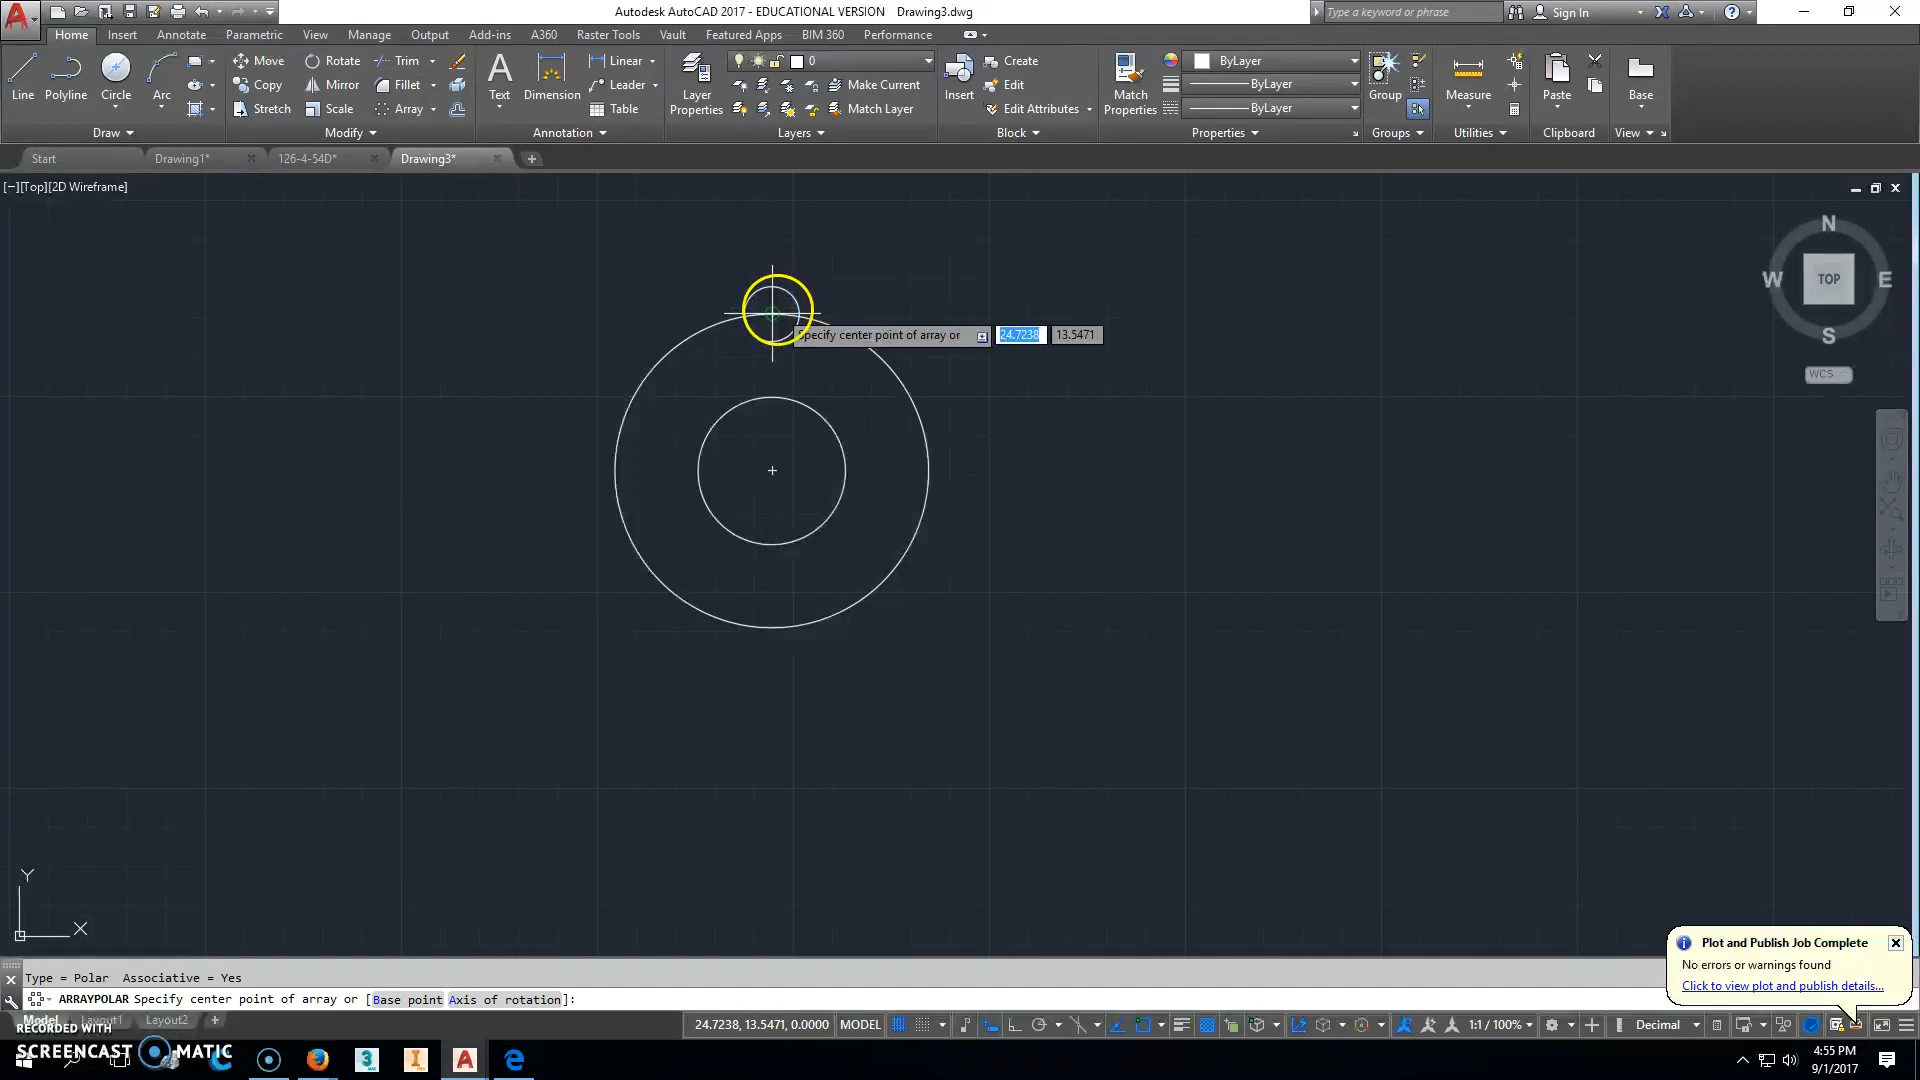 Autodesk AutoCAD 2017 - EDUCATIONAL VERSION Drawing3.dwg
Type a keyword or phrase
Sign In
Home Insert Annotate Parametric View Manage Output Add-ins A360 Raster Tools Vault Featured Apps BIM 360 Performance
Line Polyline Circle Arc
Move Rotate Trim
Copy Mirror Fillet
Stretch Scale Array
Text Dimension
Linear
Leader
Table
Layer Properties
0
Make Current
Match Layer
Insert
Create
Edit
Edit Attributes
Match Properties
ByLayer
ByLayer
ByLayer
Group Measure Paste Base
Draw Modify Annotation Layers Block Properties Groups Utilities Clipboard View
Start Drawing1* 126-4-54D* Drawing3*
[−][Top][2D Wireframe]
N
W TOP E
S
WCS
Specify center point of array or 24.7238 13.5471
Y
X
Plot and Publish Job Complete
No errors or warnings found
Click to view plot and publish details...
Type = Polar Associative = Yes
ARRAYPOLAR Specify center point of array or [Base point Axis of rotation]:
Model Layout1 Layout2
24.7238, 13.5471, 0.0000 MODEL 1:1 / 100% Decimal
RECORDED WITH
SCREENCAST MATIC
4:55 PM
9/1/2017